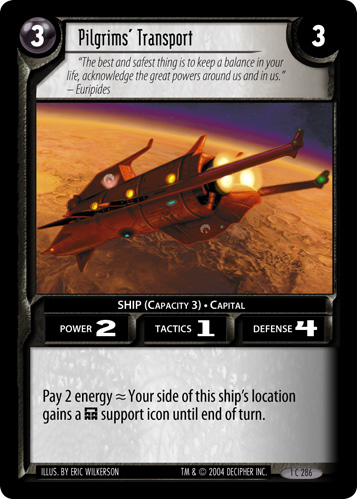 3 Pilgrims’ Transport 3
“The best and safest thing is to keep a balance in your
life, acknowledge the great powers around us and in us.”
– Euripides
SHIP (CAPACITY 3) • CAPITAL
POWER 2 TACTICS 1 DEFENSE 4
Pay 2 energy ≈ Your side of this ship’s location
gains a support icon until end of turn.
ILLUS. BY ERIC WILKERSON TM & © 2004 DECIPHER INC. 1 C 286